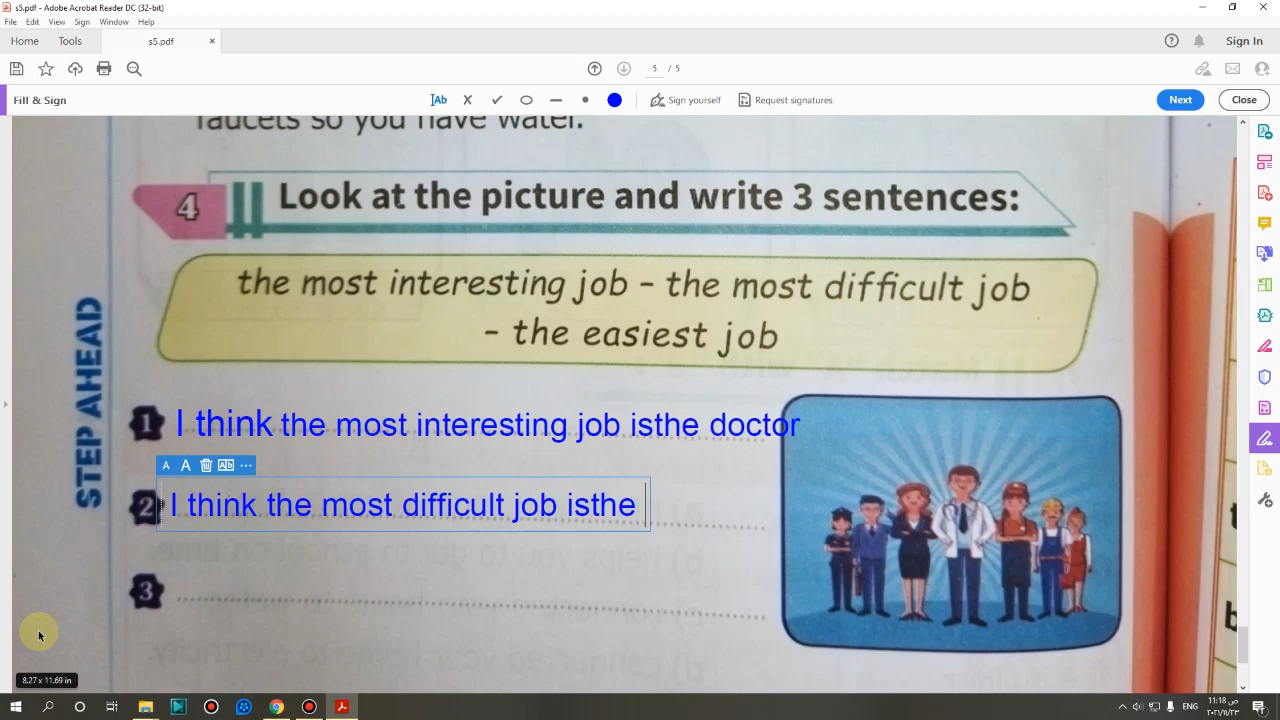 s5.pdf - Adobe Acrobat Reader DC (32-bit)
File Edit View Sign Window Help
Home Tools s5.pdf × Sign In
5 / 5
Fill & Sign Ab Sign yourself Request signatures Next Close
faucets so you have water.
4 Look at the picture and write 3 sentences:
the most interesting job - the most difficult job
- the easiest job
STEP AHEAD
1 I think the most interesting job isthe doctor
A A Ab ...
2 I think the most difficult job isthe
3
8.27 x 11.69 in
ENG 11:18 ص